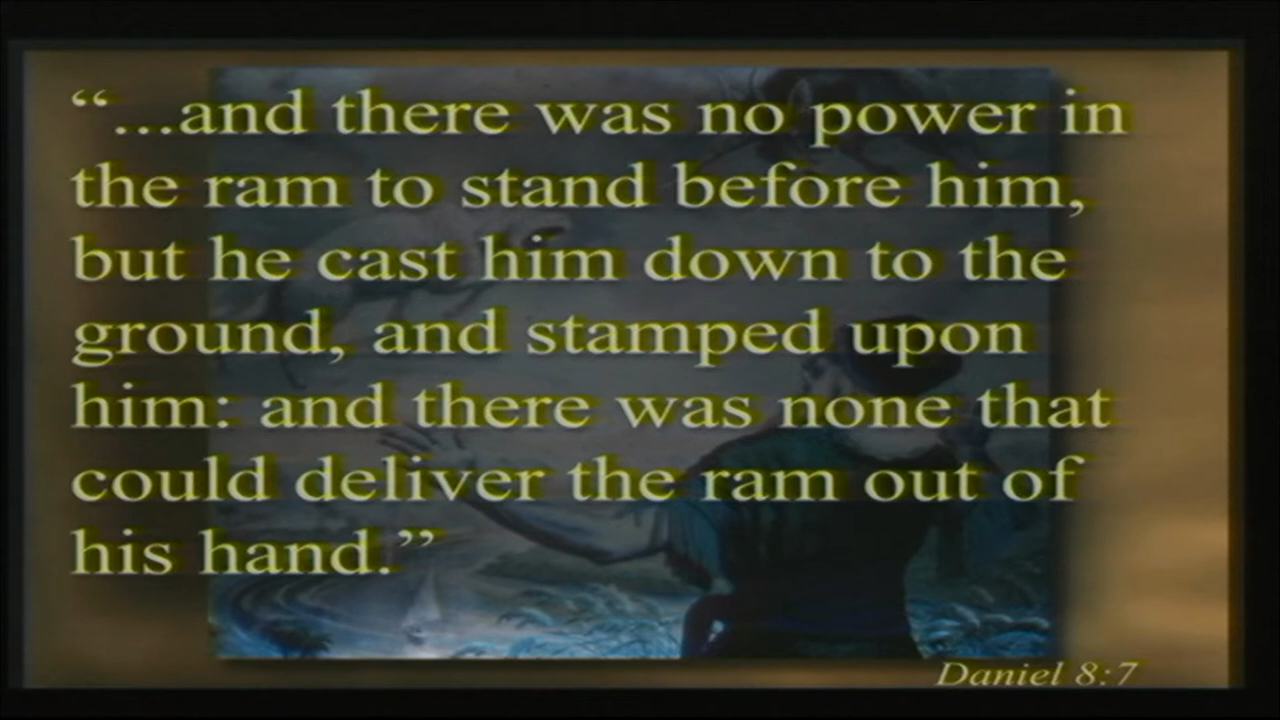 “...and there was no power in
the ram to stand before him,
but he cast him down to the
ground, and stamped upon
him: and there was none that
could deliver the ram out of
his hand.”
Daniel 8:7